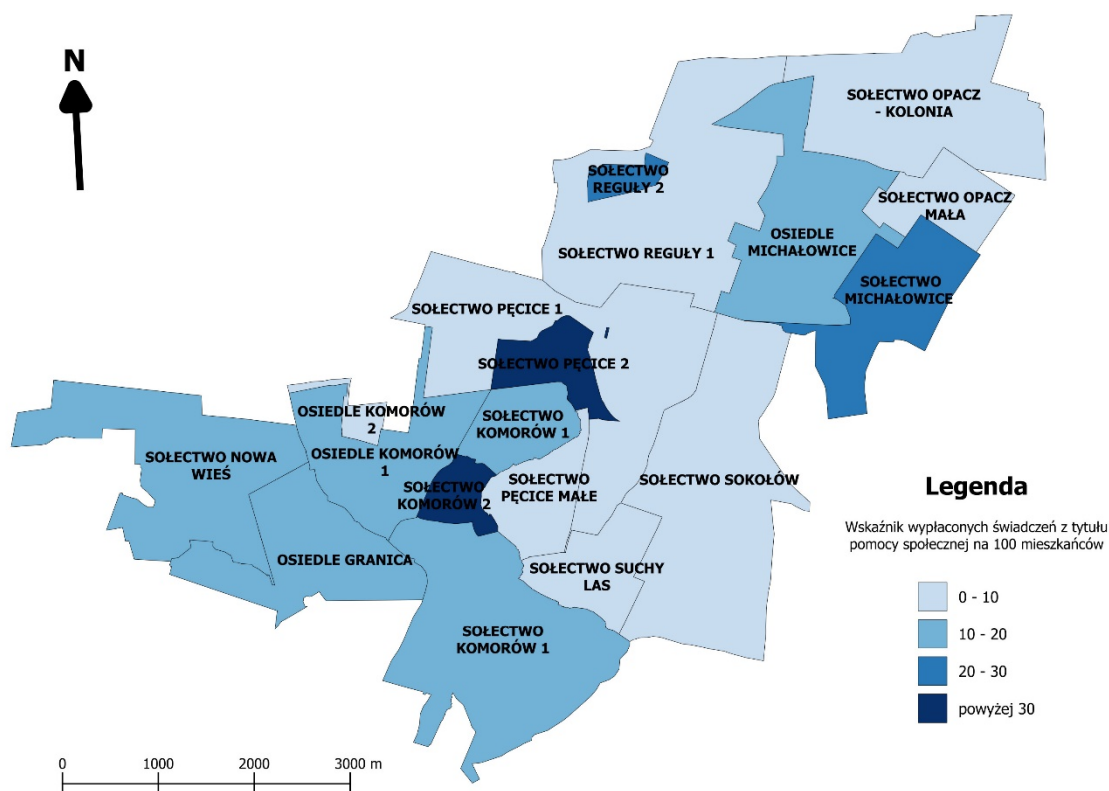 N
SOŁECTWO OPACZ
- KOLONIA
SOŁECTWO
REGUŁY 2
SOŁECTWO OPACZ
MAŁA
OSIEDLE
MICHAŁOWICE
SOŁECTWO REGUŁY 1
SOŁECTWO
MICHAŁOWICE
SOŁECTWO PĘCICE 1
SOŁECTWO PĘCICE 2
OSIEDLE KOMORÓW
2
SOŁECTWO
KOMORÓW 1
SOŁECTWO NOWA
WIEŚ
OSIEDLE KOMORÓW
1
SOŁECTWO
KOMORÓW 2
SOŁECTWO
PĘCICE MAŁE
SOŁECTWO SOKOŁÓW
OSIEDLE GRANICA
SOŁECTWO SUCHY
LAS
SOŁECTWO
KOMORÓW 1
Legenda
Wskaźnik wypłaconych świadczeń z tytułu
pomocy społecznej na 100 mieszkańców
0 - 10
10 - 20
20 - 30
powyżej 30
0 1000 2000 3000 m